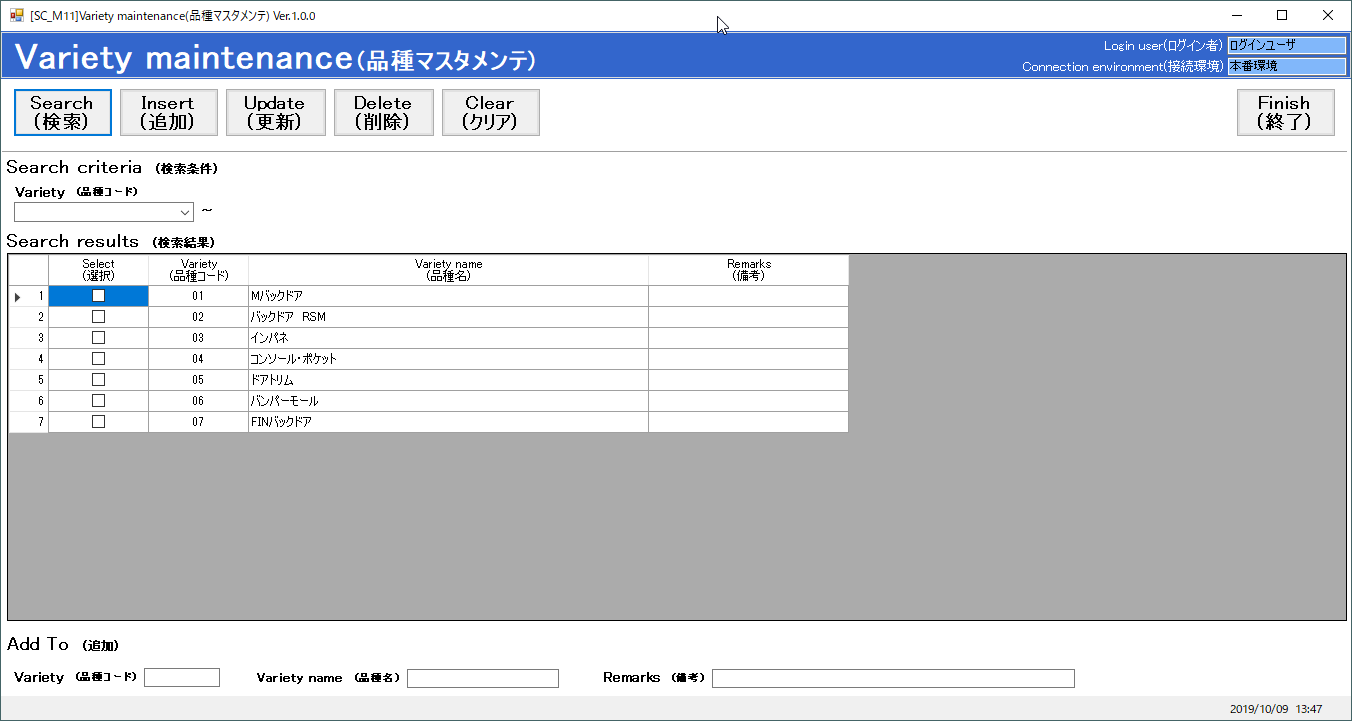 [SC_M11]Variety maintenance(品種マスタメンテ) Ver.1.0.0
Variety maintenance(品種マスタメンテ)
Login user(ログイン者) ログインユーザ
Connection environment(接続環境) 本番環境
Search Insert Update Delete Clear Finish
(検索) (追加) (更新) (削除) (クリア) (終了)
Search criteria (検索条件)
Variety (品種コード)
~
Search results (検索結果)
Select Variety Variety name Remarks
(選択) (品種コード) (品種名) (備考)
1 01 Mバックドア
2 02 バックドア RSM
3 03 インパネ
4 04 コンソール・ポケット
5 05 ドアトリム
6 06 バンパーモール
7 07 FINバックドア
Add To (追加)
Variety (品種コード) Variety name (品種名) Remarks (備考)
2019/10/09 13:47